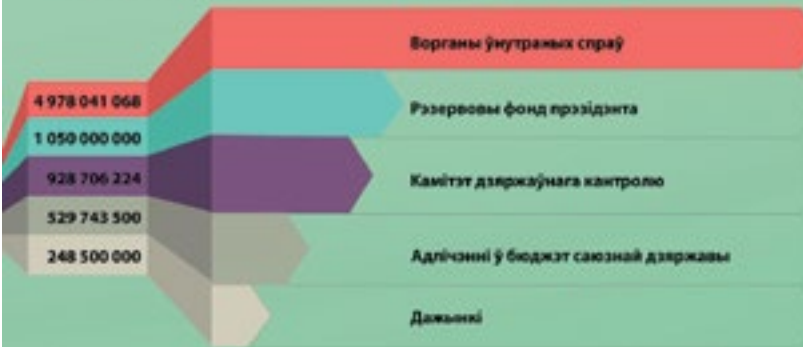 4 978 041 068
Ворганы ўнутраных спраў
1 050 000 000
Рэзервовы фонд прэзідэнта
928 706 224
Камітэт дзяржаўнага кантролю
529 743 500
Адлічэнні ў бюджэт саюзнай дзяржавы
248 500 000
Дажынкі